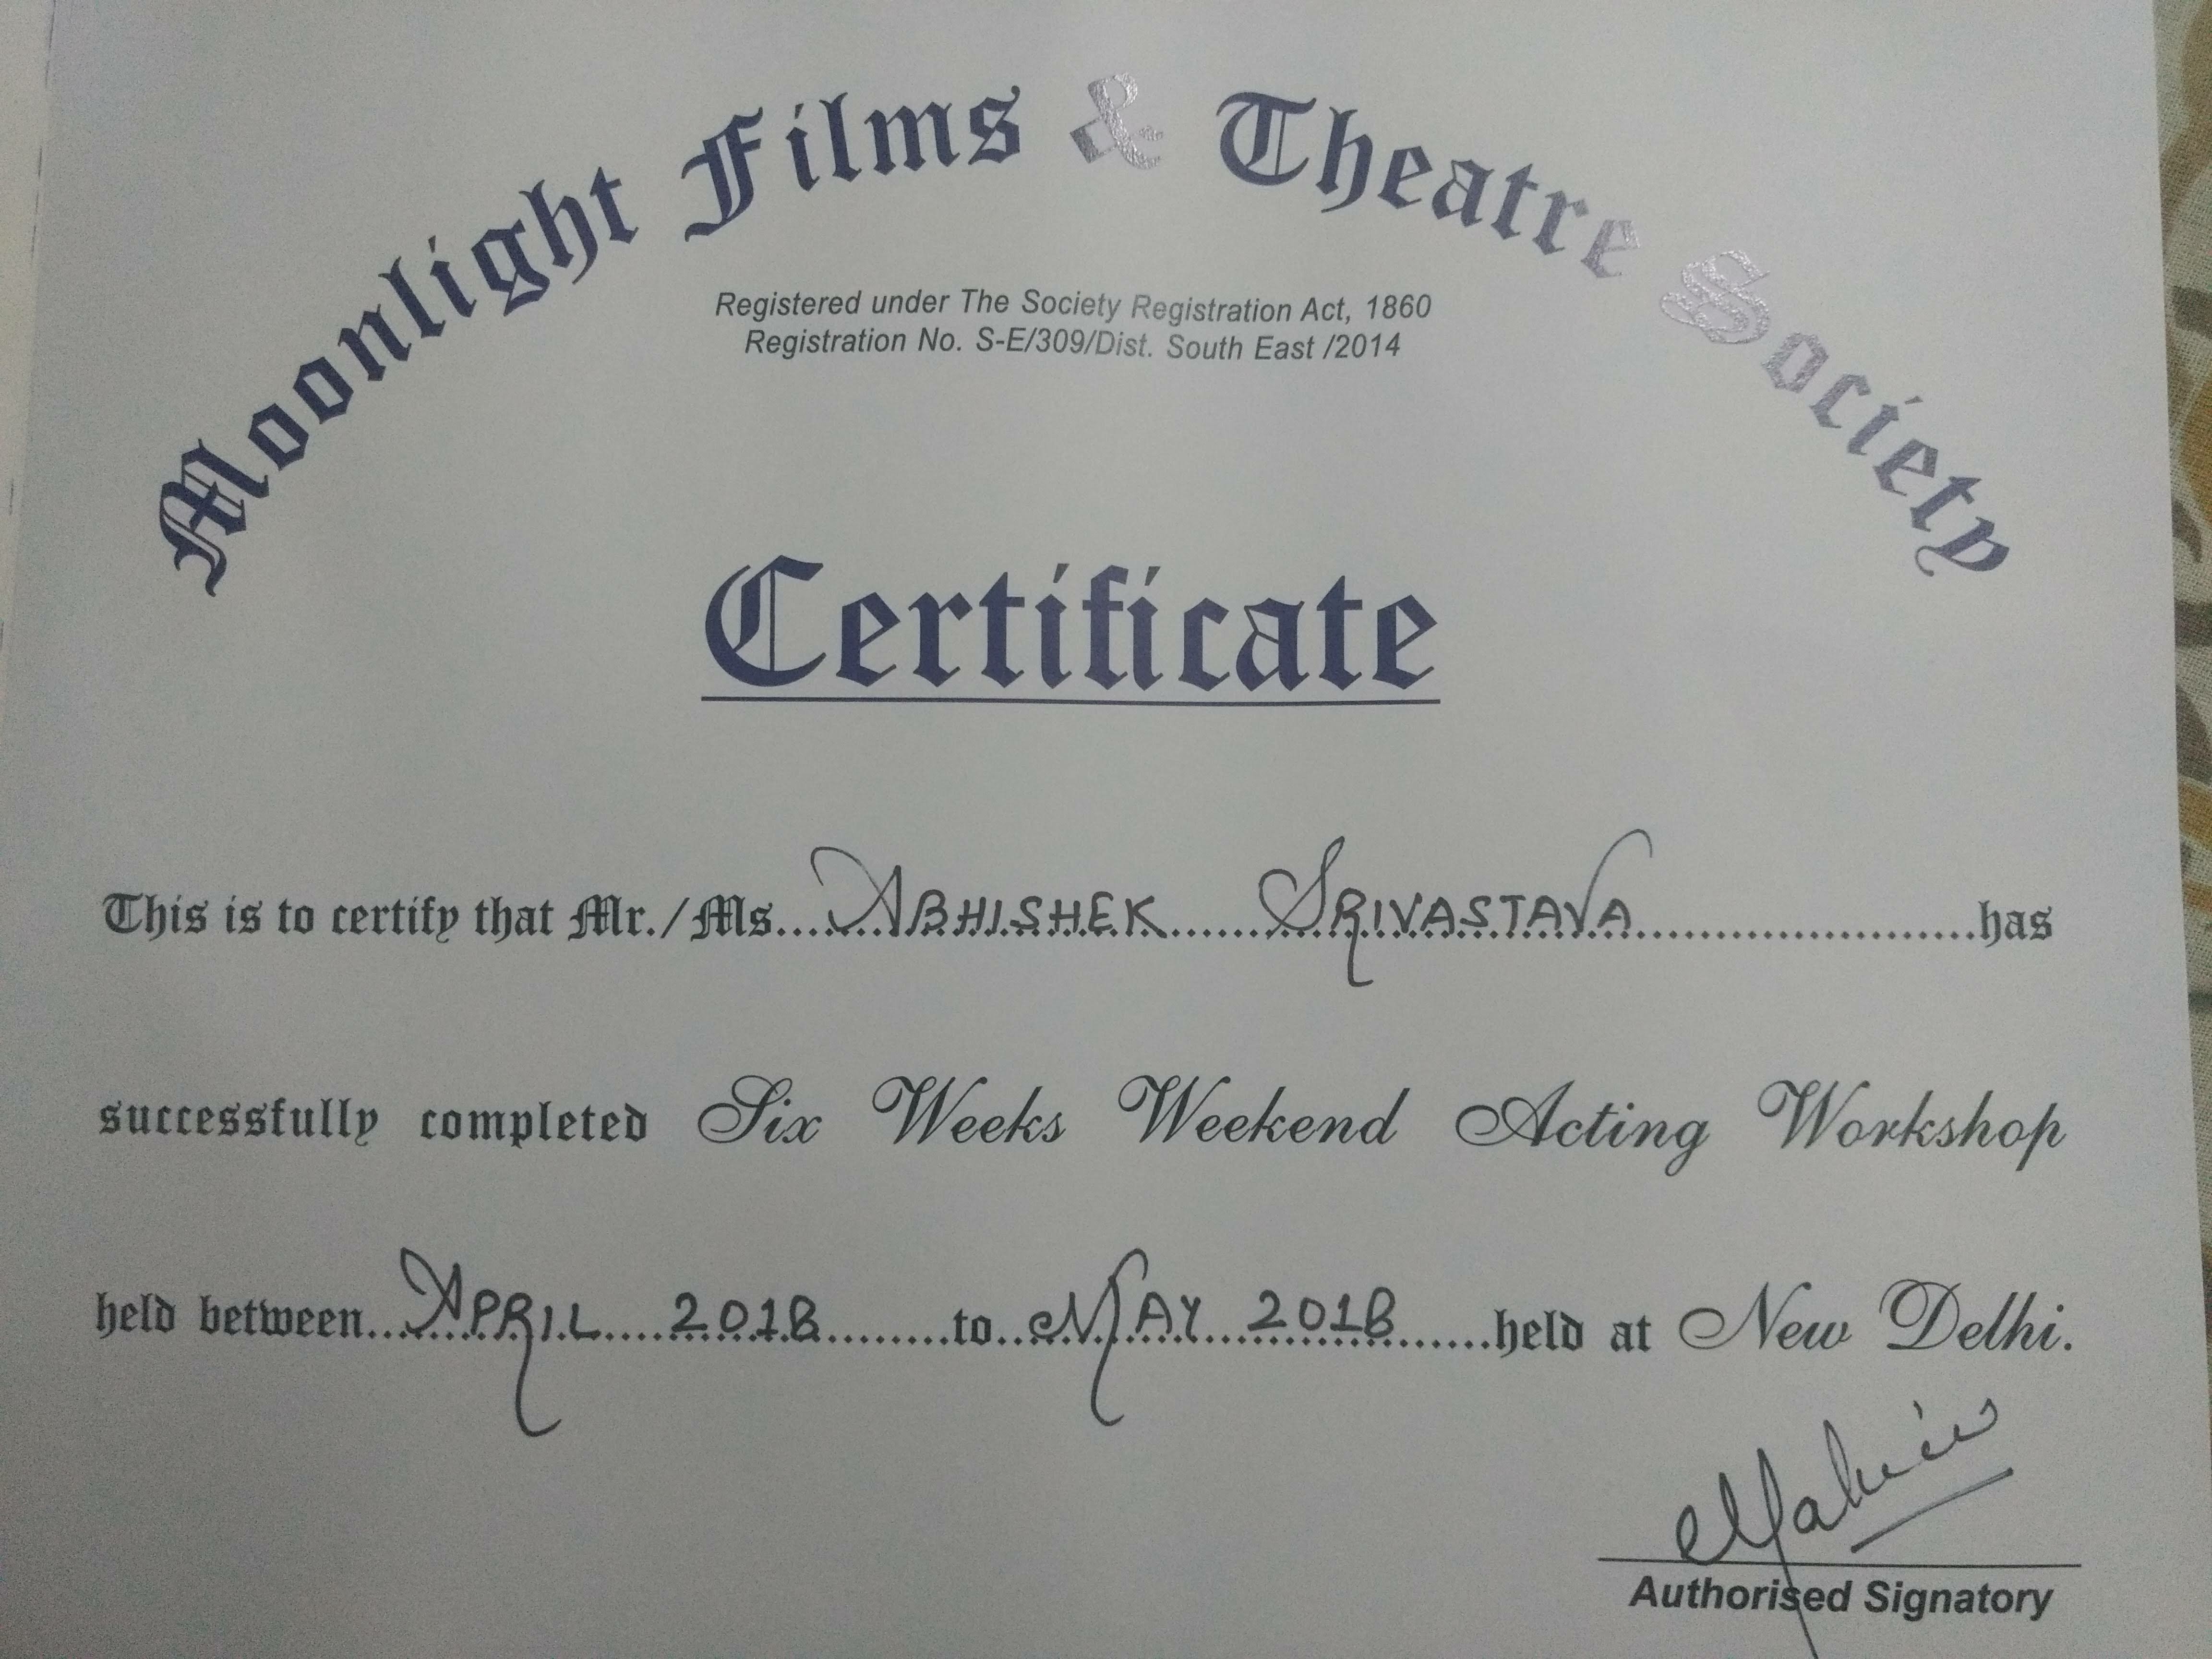 Moonlight Films & Theatre Society
Registered under The Society Registration Act, 1860
Registration No. S-E/309/Dist. South East /2014
Certificate
This is to certify that Mr./Ms....ABHISHEK......SRIVASTAVA........................has
successfully completed Six Weeks Weekend Acting Workshop
held between...APRIL....2018.........to...MAY...2018......held at New Delhi.
Authorised Signatory